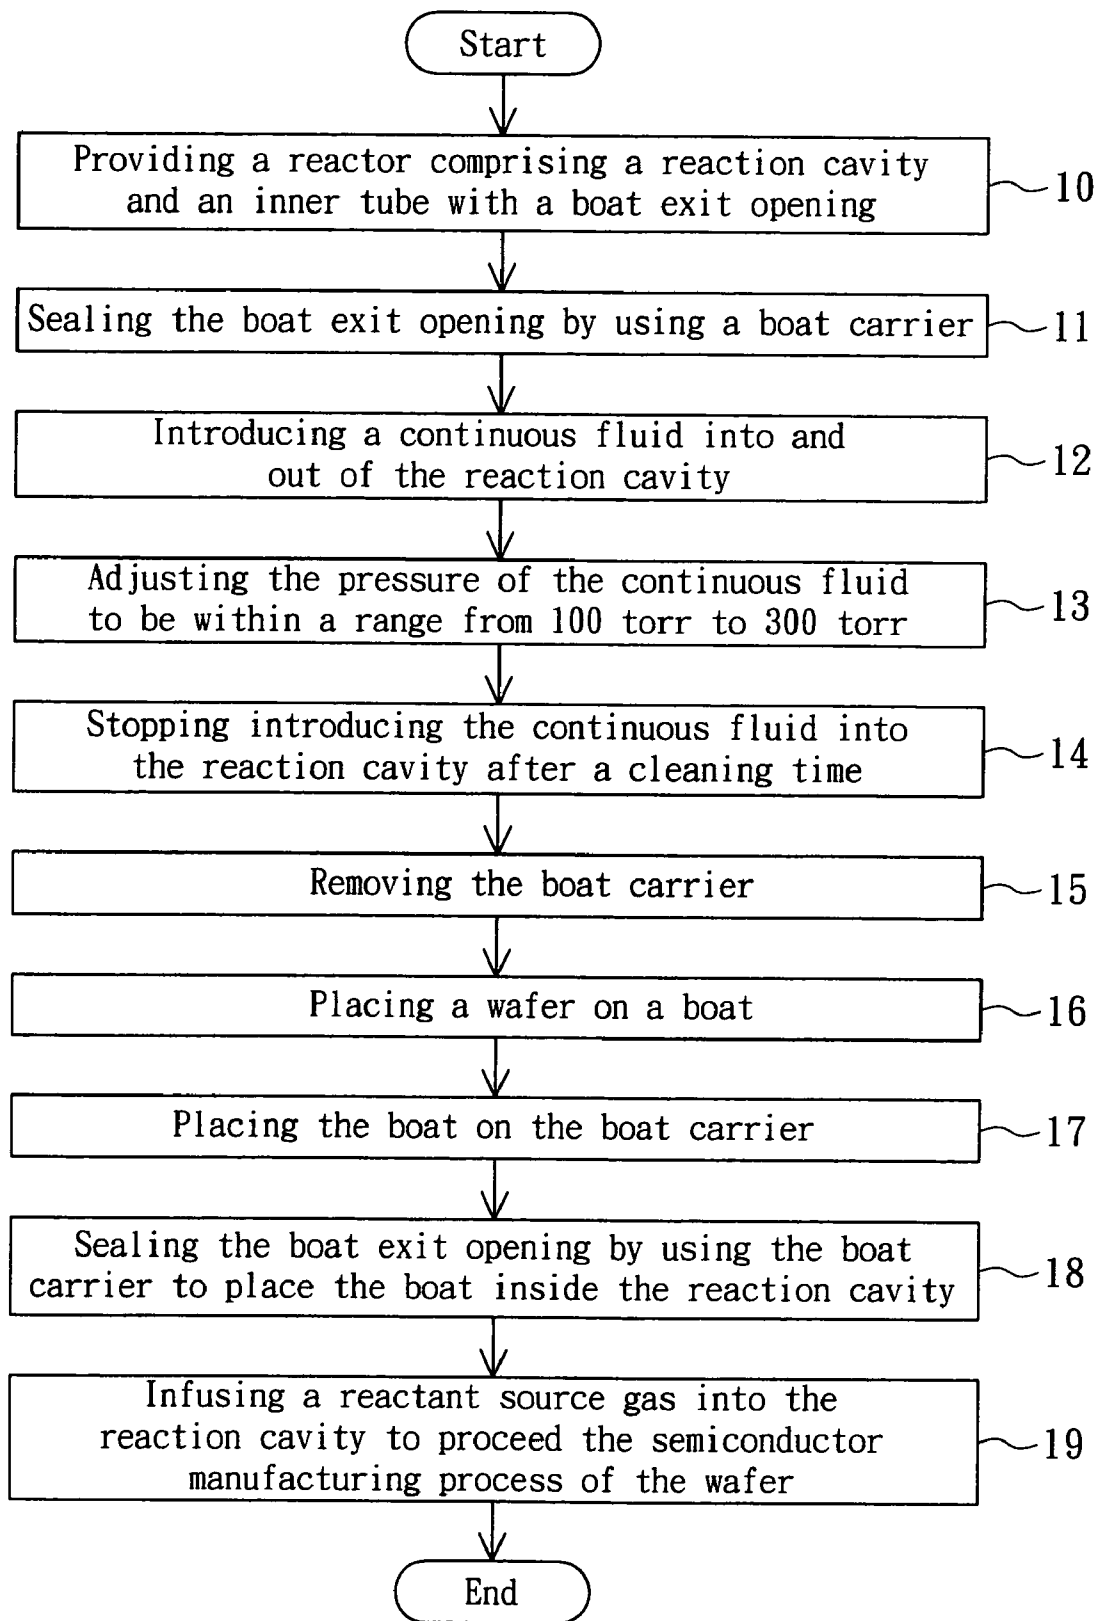 Start
Providing a reactor comprising a reaction cavity
and an inner tube with a boat exit opening
10
Sealing the boat exit opening by using a boat carrier
11
Introducing a continuous fluid into and
out of the reaction cavity
12
Adjusting the pressure of the continuous fluid
to be within a range from 100 torr to 300 torr
13
Stopping introducing the continuous fluid into
the reaction cavity after a cleaning time
14
Removing the boat carrier
15
Placing a wafer on a boat
16
Placing the boat on the boat carrier
17
Sealing the boat exit opening by using the boat
carrier to place the boat inside the reaction cavity
18
Infusing a reactant source gas into the
reaction cavity to proceed the semiconductor
manufacturing process of the wafer
19
End